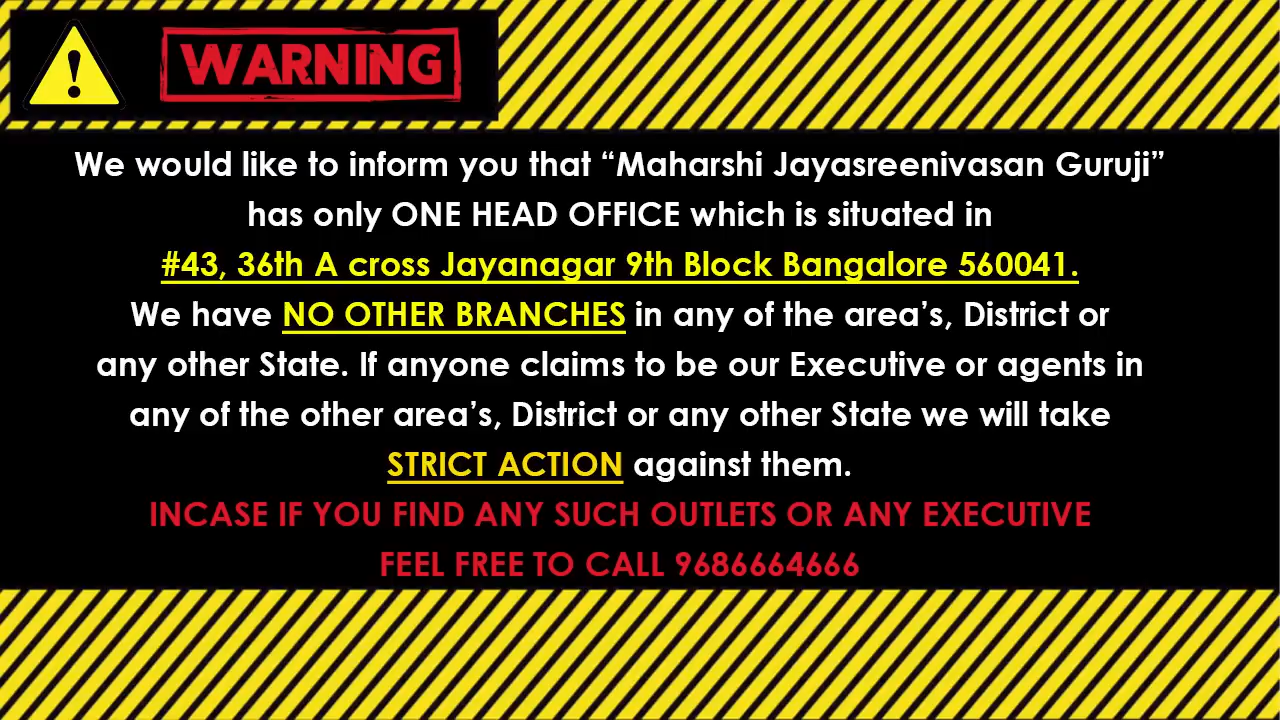 WARNING
We would like to inform you that “Maharshi Jayasreenivasan Guruji”
has only ONE HEAD OFFICE which is situated in
#43, 36th A cross Jayanagar 9th Block Bangalore 560041.
We have NO OTHER BRANCHES in any of the area’s, District or
any other State. If anyone claims to be our Executive or agents in
any of the other area’s, District or any other State we will take
STRICT ACTION against them.
INCASE IF YOU FIND ANY SUCH OUTLETS OR ANY EXECUTIVE
FEEL FREE TO CALL 9686664666